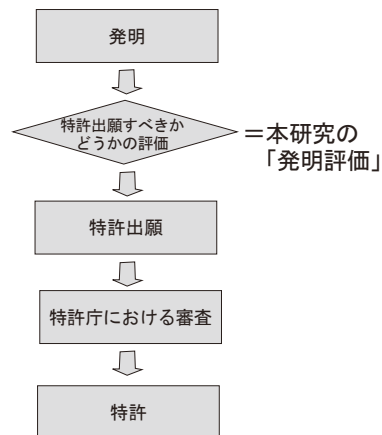 発明
特許出願すべきか
どうかの評価
＝本研究の
「発明評価」
特許出願
特許庁における審査
特許